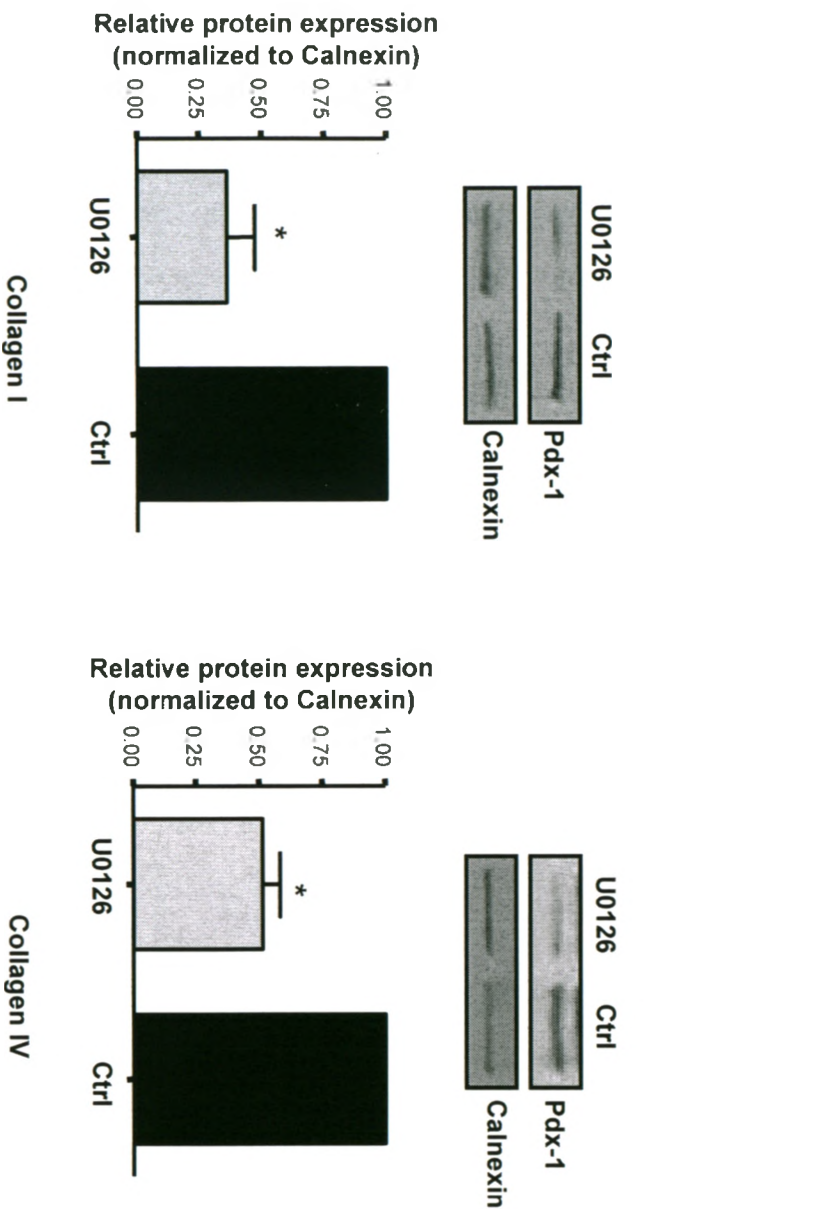 U0126 Ctrl
Pdx-1
Calnexin
Relative protein expression
(normalized to Calnexin)
1.00
0.75
0.50
0.25
0.00
*
U0126 Ctrl
Collagen I
U0126 Ctrl
Pdx-1
Calnexin
Relative protein expression
(normalized to Calnexin)
1.00
0.75
0.50
0.25
0.00
*
U0126 Ctrl
Collagen IV